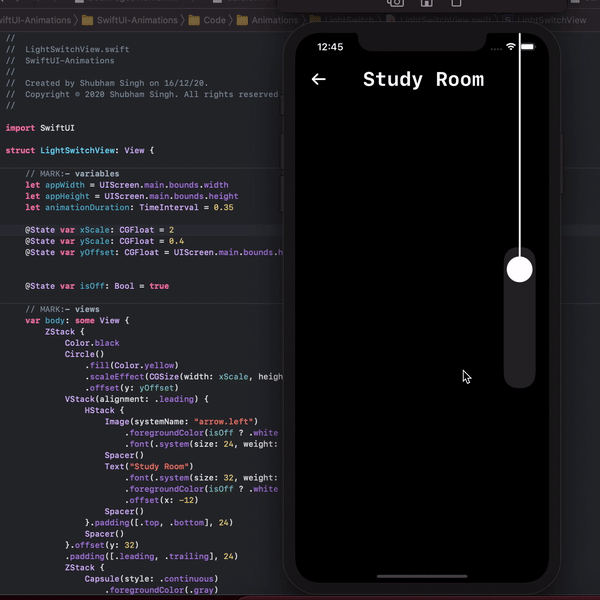 SwiftUI-Animations
Code
Animations
LightSwitch
LightSwitchView.swift
LightSwitchView
//
// LightSwitchView.swift
// SwiftUI-Animations
//
// Created by Shubham Singh on 16/12/20.
// Copyright © 2020 Shubham Singh. All rights reserved.
//
import SwiftUI
struct LightSwitchView: View {
// MARK:- variables
let appWidth = UIScreen.main.bounds.width
let appHeight = UIScreen.main.bounds.height
let animationDuration: TimeInterval = 0.35
@State var xScale: CGFloat = 2
@State var yScale: CGFloat = 0.4
@State var yOffset: CGFloat = UIScreen.main.bounds.h
@State var isOff: Bool = true
// MARK:- views
var body: some View {
ZStack {
Color.black
Circle()
.fill(Color.yellow)
.scaleEffect(CGSize(width: xScale, heigh
.offset(y: yOffset)
VStack(alignment: .leading) {
HStack {
Image(systemName: "arrow.left")
.foregroundColor(isOff ? .white
.font(.system(size: 24, weight:
Spacer()
Text("Study Room")
.font(.system(size: 32, weight:
.foregroundColor(isOff ? .white
.offset(x: -12)
Spacer()
}.padding([.top, .bottom], 24)
Spacer()
}.offset(y: 32)
.padding([.leading, .trailing], 24)
ZStack {
Capsule(style: .continuous)
.foregroundColor(.gray)
12:45
Study Room